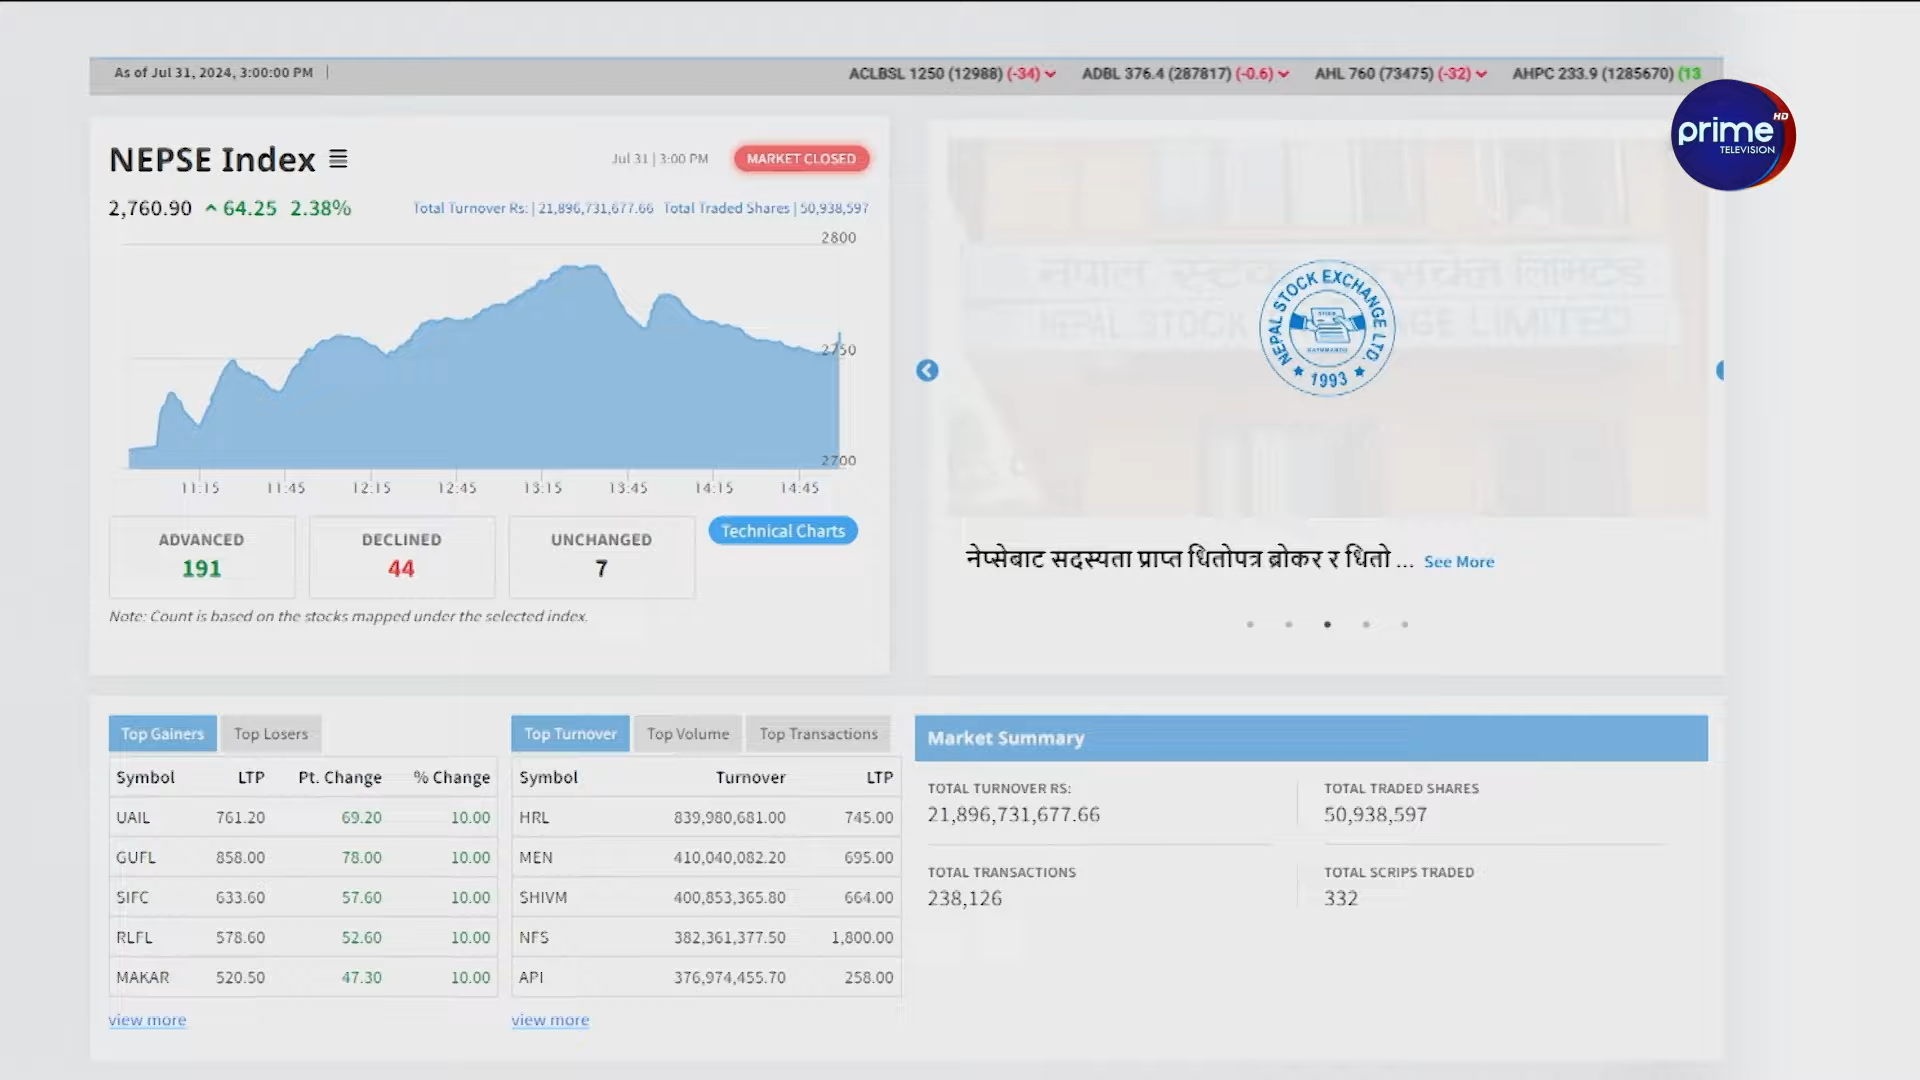 As of Jul 31, 2024, 3:00:00 PM
ACLBSL 1250 (12988) (-34) ADBL 376.4 (287817) (-0.6) AHL 760 (73475) (-32) AHPC 233.9 (1285670) (13
prime HD
TELEVISION
NEPSE Index
Jul 31 | 3:00 PM
MARKET CLOSED
2,760.90 64.25 2.38%
Total Turnover Rs: | 21,896,731,677.66 Total Traded Shares | 50,938,597
2800
2750
2700
11:15 11:45 12:15 12:45 13:15 13:45 14:15 14:45
ADVANCED
191
DECLINED
44
UNCHANGED
7
Technical Charts
Note: Count is based on the stocks mapped under the selected index.
नेपाल स्टक एक्सचेन्ज लिमिटेड
NEPAL STOCK EXCHANGE LIMITED
NEPAL STOCK EXCHANGE LTD.
KATHMANDU
1993
नेप्सेबाट सदस्यता प्राप्त धितोपत्र ब्रोकर र धितो ... See More
Top Gainers Top Losers
Symbol LTP Pt. Change % Change
UAIL 761.20 69.20 10.00
GUFL 858.00 78.00 10.00
SIFC 633.60 57.60 10.00
RLFL 578.60 52.60 10.00
MAKAR 520.50 47.30 10.00
view more
Top Turnover Top Volume Top Transactions
Symbol Turnover LTP
HRL 839,980,681.00 745.00
MEN 410,040,082.20 695.00
SHIVM 400,853,365.80 664.00
NFS 382,361,377.50 1,800.00
API 376,974,455.70 258.00
view more
Market Summary
TOTAL TURNOVER RS:
21,896,731,677.66
TOTAL TRADED SHARES
50,938,597
TOTAL TRANSACTIONS
238,126
TOTAL SCRIPS TRADED
332